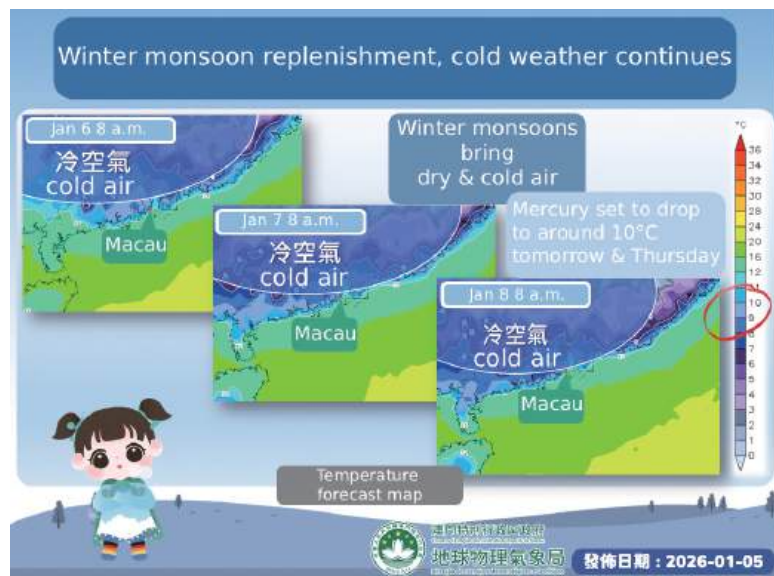 Winter monsoon replenishment, cold weather continues
Jan 6 8 a.m.
冷空氣
cold air
Macau
Winter monsoons
bring
dry & cold air
Mercury set to drop
to around 10°C
tomorrow & Thursday
Jan 7 8 a.m.
冷空氣
cold air
Macau
Jan 8 8 a.m.
冷空氣
cold air
Macau
°C
36
34
32
30
28
24
20
16
12
11
10
9
8
7
6
5
4
3
2
1
0
Temperature
forecast map
地球物理氣象局
發佈日期：2026-01-05